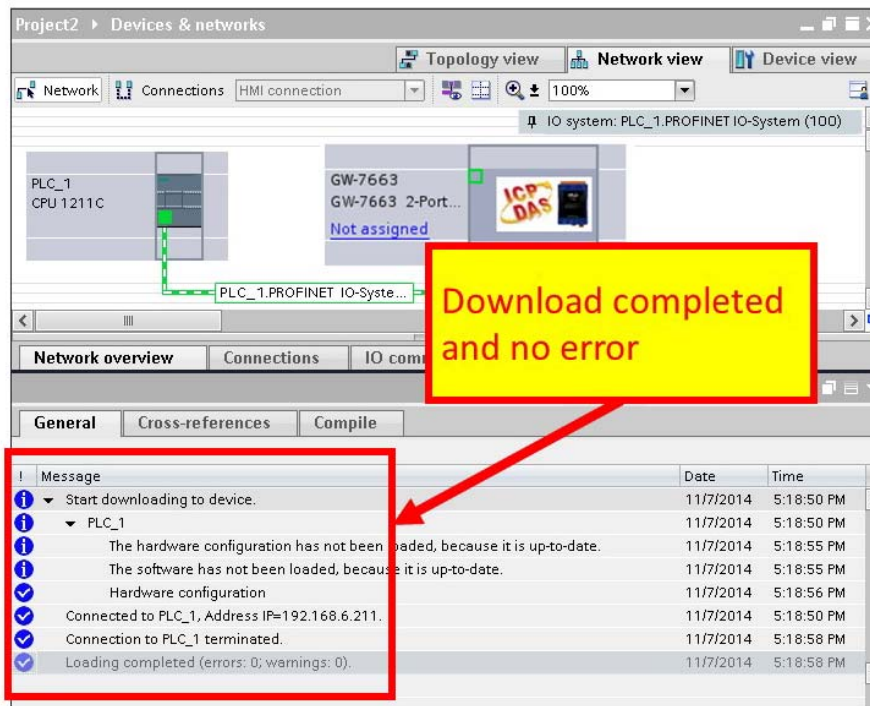 Project2 ▸ Devices & networks
Topology view Network view Device view
Network Connections HMI connection 100%
IO system: PLC_1.PROFINET IO-System (100)
PLC_1
CPU 1211C
GW-7663
GW-7663 2-Port...
Not assigned
ICP
DAS
PLC_1.PROFINET IO-Syste...
Download completed
and no error
Network overview Connections
General Cross-references Compile
! Message Date Time
Start downloading to device. 11/7/2014 5:18:50 PM
PLC_1 11/7/2014 5:18:50 PM
The hardware configuration has not been loaded, because it is up-to-date. 11/7/2014 5:18:55 PM
The software has not been loaded, because it is up-to-date. 11/7/2014 5:18:55 PM
Hardware configuration 11/7/2014 5:18:56 PM
Connected to PLC_1, Address IP=192.168.6.211. 11/7/2014 5:18:50 PM
Connection to PLC_1 terminated. 11/7/2014 5:18:58 PM
Loading completed (errors: 0; warnings: 0). 11/7/2014 5:18:58 PM